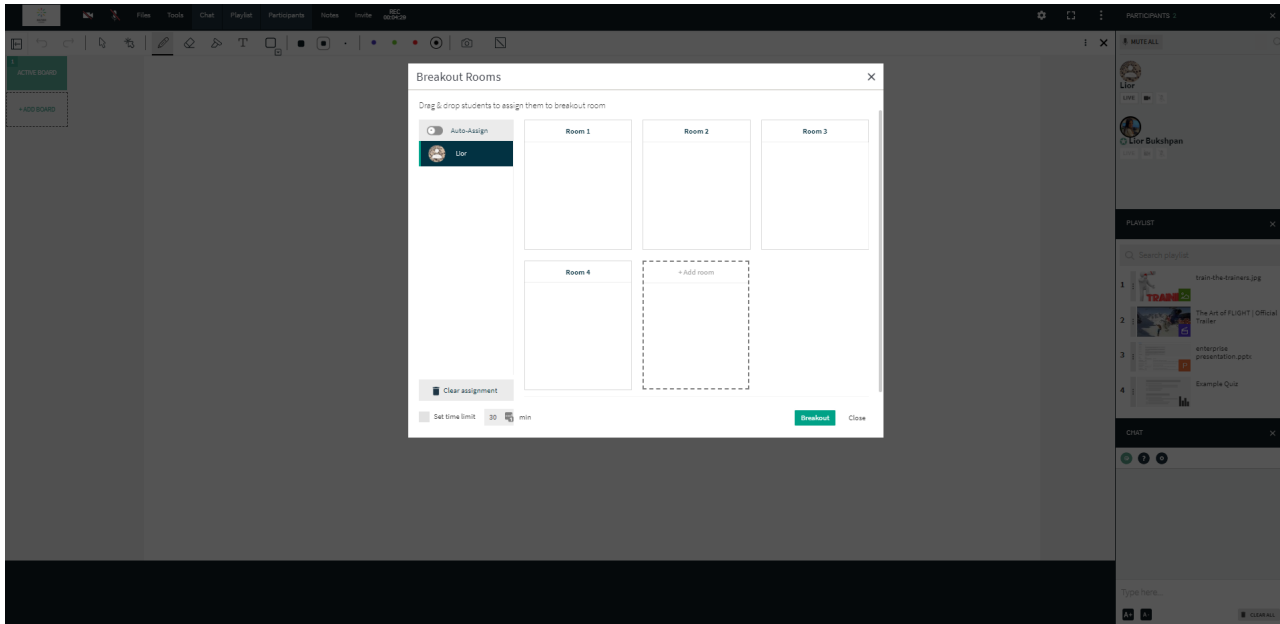 Files Tools Chat Playlist Participants Notes Invite REC
00:04:28
PARTICIPANTS 2
MUTE ALL
ACTIVE BOARD
+ ADD BOARD
T
Lior
LIVE
Lior Bukshpan
Breakout Rooms
Drag & drop students to assign them to breakout room
Auto-Assign
Lior
Room 1 Room 2 Room 3
Room 4 + Add room
Clear assignment
Set time limit 30 min
Breakout Close
PLAYLIST
Search playlist
1 train-the-trainers.jpg
2 The Art of FLIGHT | Official
Trailer
3 enterprise
presentation.pptx
4 Example Quiz
CHAT
Type here...
A+ A-
CLEAR ALL